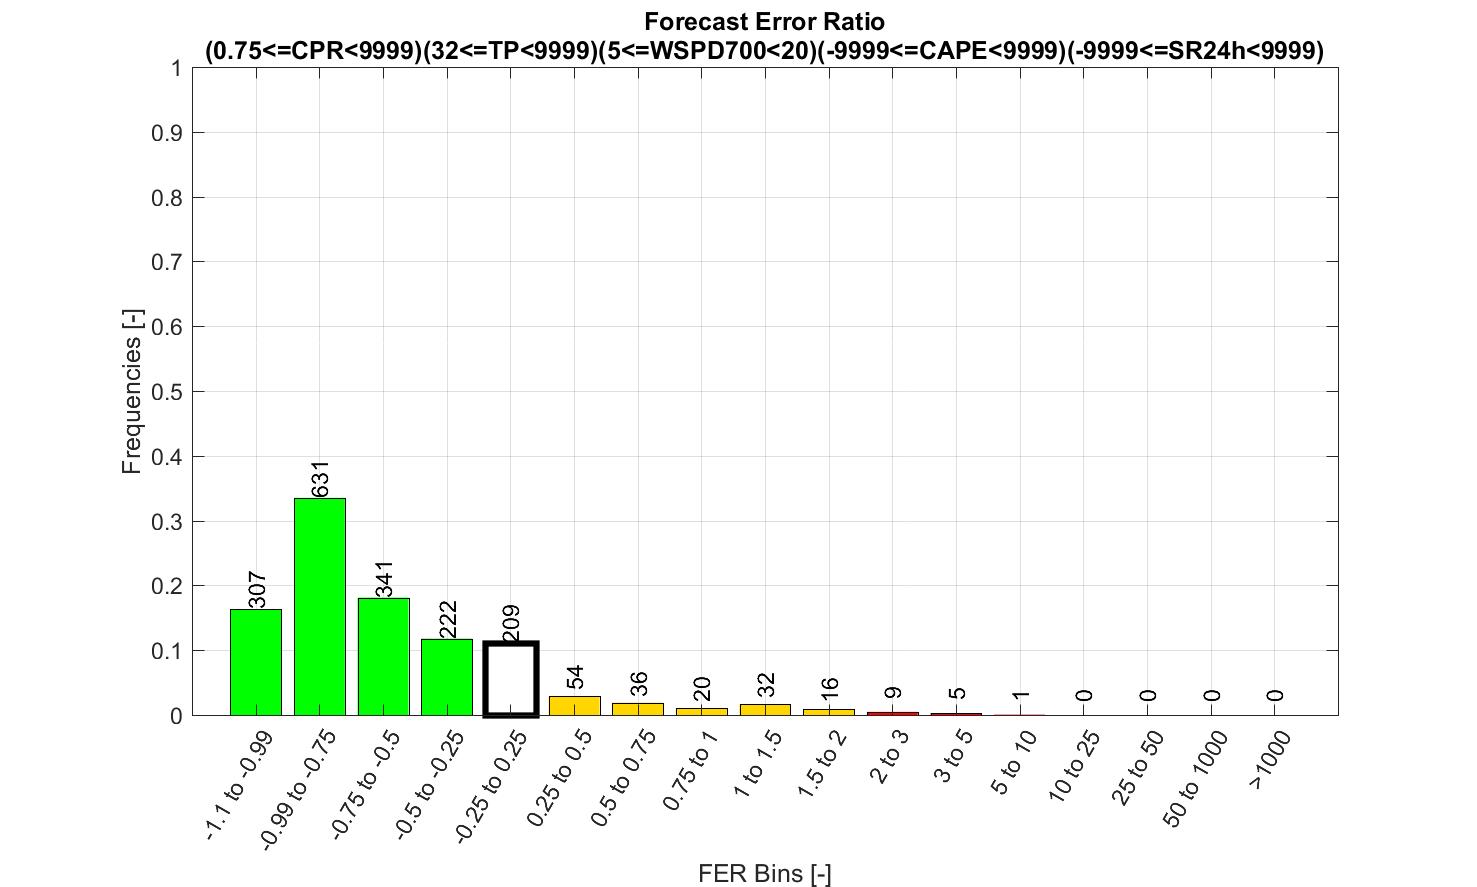 Forecast Error Ratio
(0.75<=CPR<9999)(32<=TP<9999)(5<=WSPD700<20)(-9999<=CAPE<9999)(-9999<=SR24h<9999)
1
0.9
0.8
0.7
0.6
0.5
0.4
0.3
0.2
0.1
0
Frequencies [-]
307
631
341
222
209
54
36
20
32
16
9
5
1
0
0
0
0
-1.1 to -0.99
-0.99 to -0.75
-0.75 to -0.5
-0.5 to -0.25
-0.25 to 0.25
0.25 to 0.5
0.5 to 0.75
0.75 to 1
1 to 1.5
1.5 to 2
2 to 3
3 to 5
5 to 10
10 to 25
25 to 50
50 to 1000
>1000
FER Bins [-]